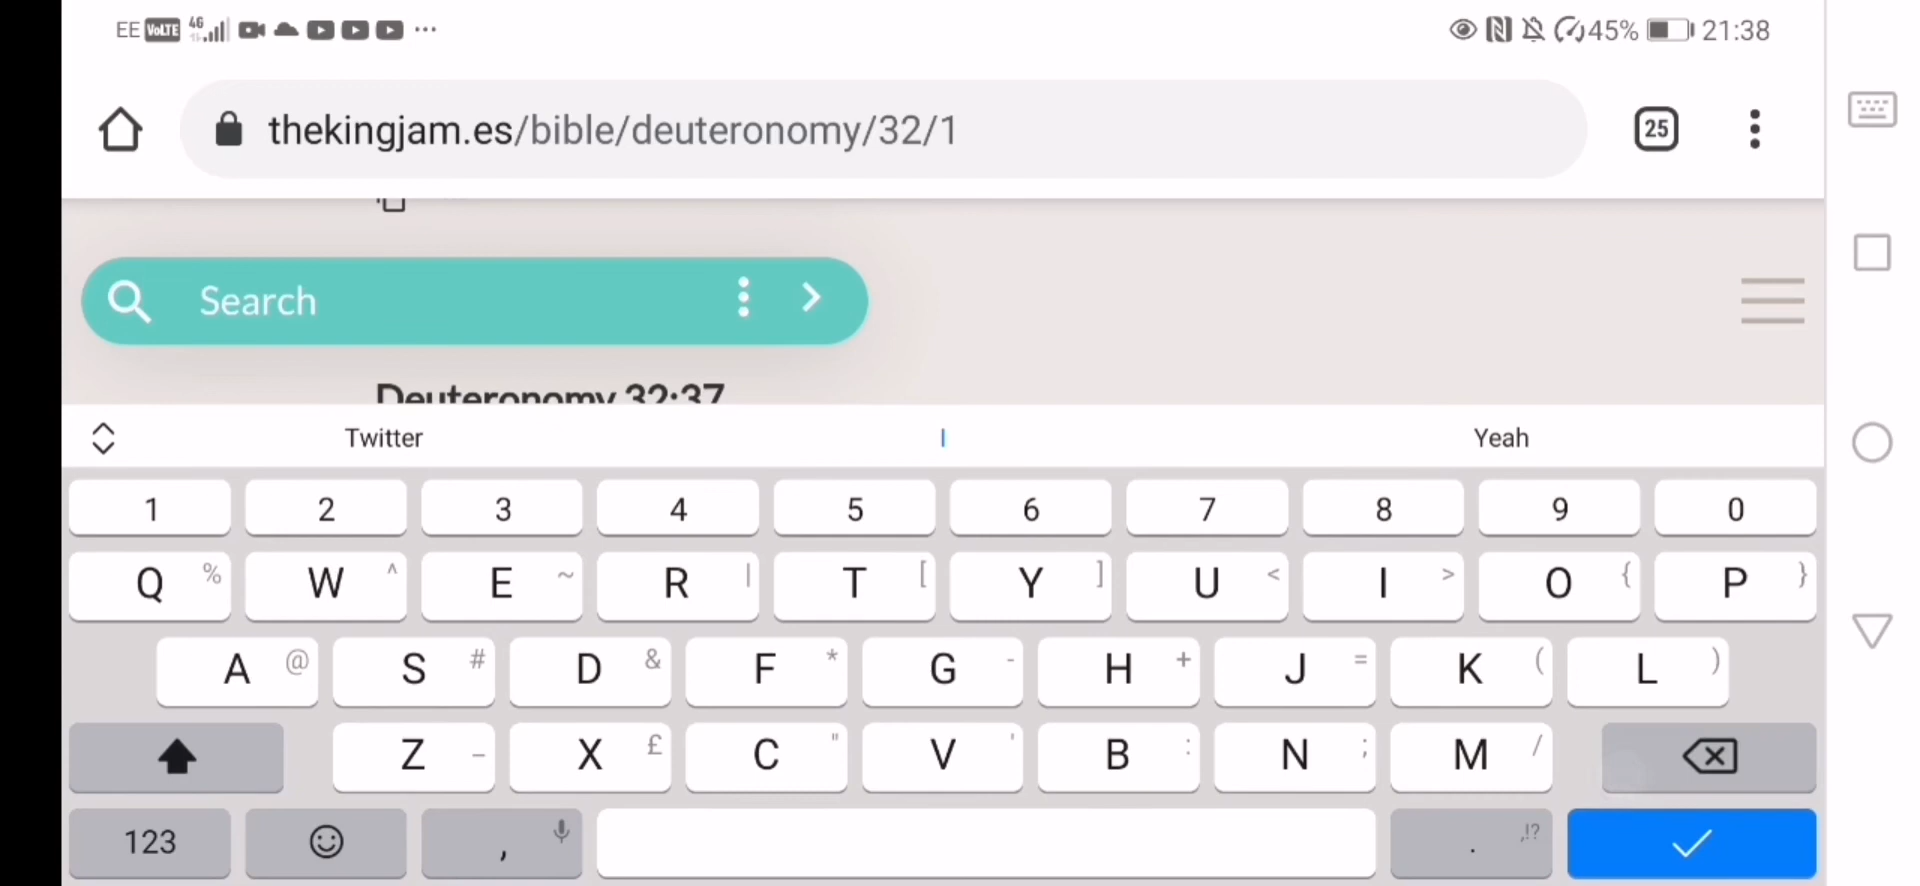 EE VoLTE 4G 45% 21:38
thekingjam.es/bible/deuteronomy/32/1 25
Search
Deuteronomy 32:37
Twitter I Yeah
1 2 3 4 5 6 7 8 9 0
Q % W ^ E ~ R | T [ Y ] U < I > O { P }
A @ S # D & F * G - H + J = K ( L )
Z _ X £ C " V ' B : N ; M /
123 , . ,!?